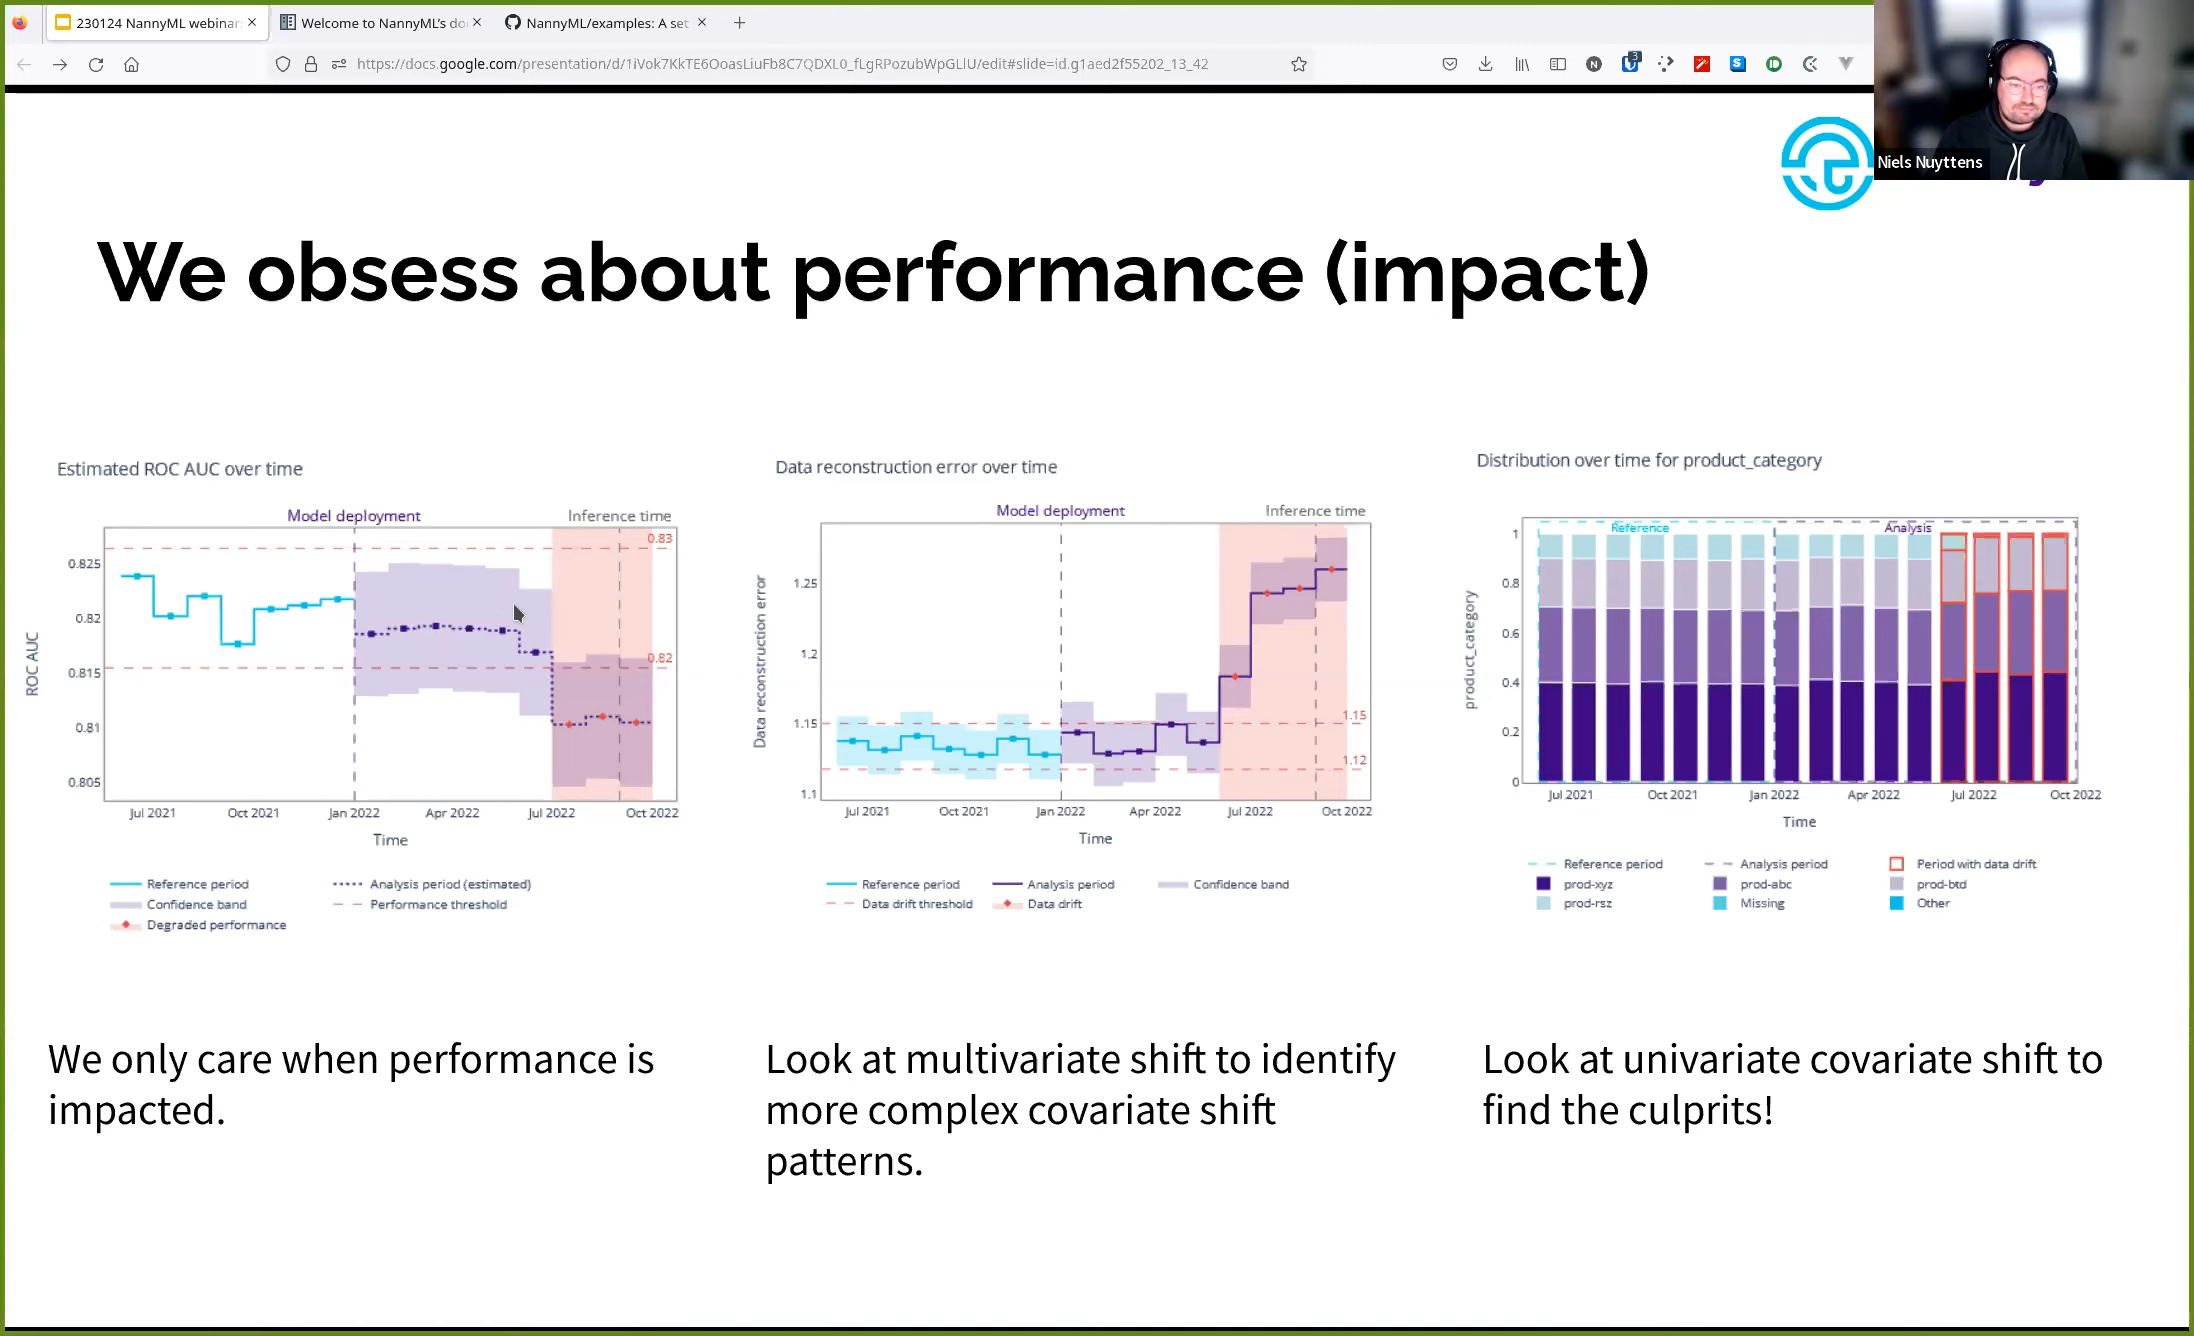 230124 NannyML webinar
Welcome to NannyML's do
NannyML/examples: A set
https://docs.google.com/presentation/d/1iVok7KkTE6OoasLiuFb8C7QDXL0_fLgRPozubWpGLlU/edit#slide=id.g1aed2f55202_13_42
3
Niels Nuyttens
We obsess about performance (impact)
Estimated ROC AUC over time
Model deployment
Inference time
0.83
0.82
ROC AUC
0.825
0.82
0.815
0.81
0.805
Jul 2021
Oct 2021
Jan 2022
Apr 2022
Jul 2022
Oct 2022
Time
Reference period
Analysis period (estimated)
Confidence band
Performance threshold
Degraded performance
Data reconstruction error over time
Model deployment
Inference time
Data reconstruction error
1.25
1.2
1.15
1.1
1.15
1.12
Jul 2021
Oct 2021
Jan 2022
Apr 2022
Jul 2022
Oct 2022
Time
Reference period
Analysis period
Confidence band
Data drift threshold
Data drift
Distribution over time for product_category
Reference
Analysis
product_category
1
0.8
0.6
0.4
0.2
0
Jul 2021
Oct 2021
Jan 2022
Apr 2022
Jul 2022
Oct 2022
Time
Reference period
Analysis period
Period with data drift
prod-xyz
prod-abc
prod-btd
prod-rsz
Missing
Other
We only care when performance is
impacted.
Look at multivariate shift to identify
more complex covariate shift
patterns.
Look at univariate covariate shift to
find the culprits!